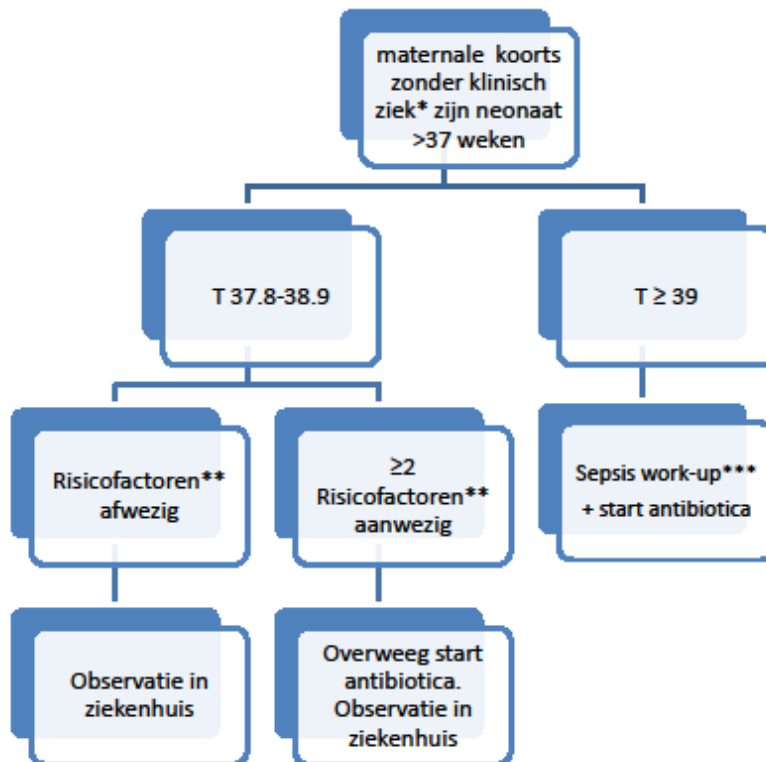 maternale koorts
zonder klinisch
ziek* zijn neonaat
>37 weken
T 37.8-38.9
T ≥ 39
Risicofactoren**
afwezig
≥2
Risicofactoren**
aanwezig
Sepsis work-up***
+ start antibiotica
Observatie in
ziekenhuis
Overweeg start
antibiotica.
Observatie in
ziekenhuis